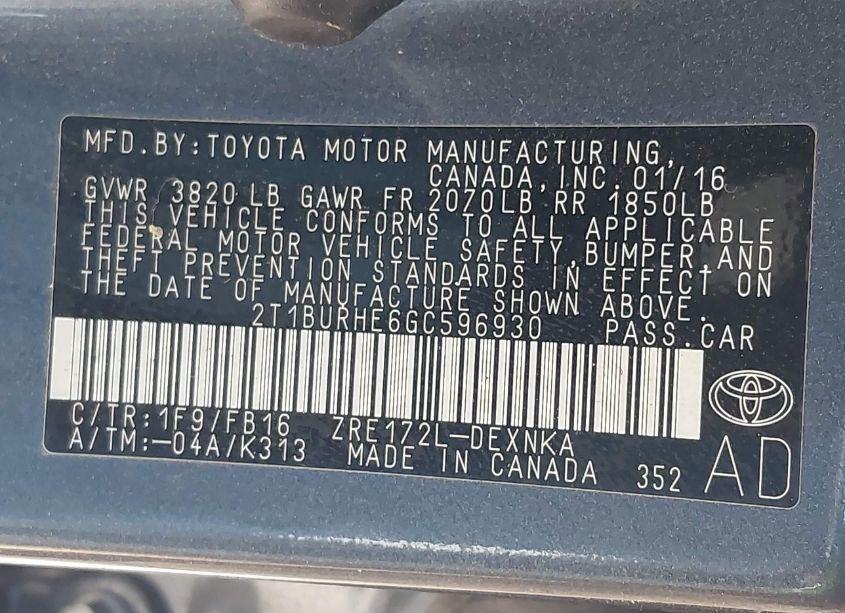 MFD.BY:TOYOTA MOTOR MANUFACTURING,
CANADA,INC.01/16
GVWR 3820 LB GAWR FR 2070LB RR 1850LB
THIS VEHICLE CONFORMS TO ALL APPLICABLE
FEDERAL MOTOR VEHICLE SAFETY,BUMPER,AND
THEFT PREVENTION STANDARDS IN EFFECT ON
THE DATE OF MANUFACTURE SHOWN ABOVE.
2T1BURHE6GC596930 PASS.CAR
C/TR:1F9/FB16 ZRE172L-DEXNKA
A/TM:-04A/K313 MADE IN CANADA 352
AD